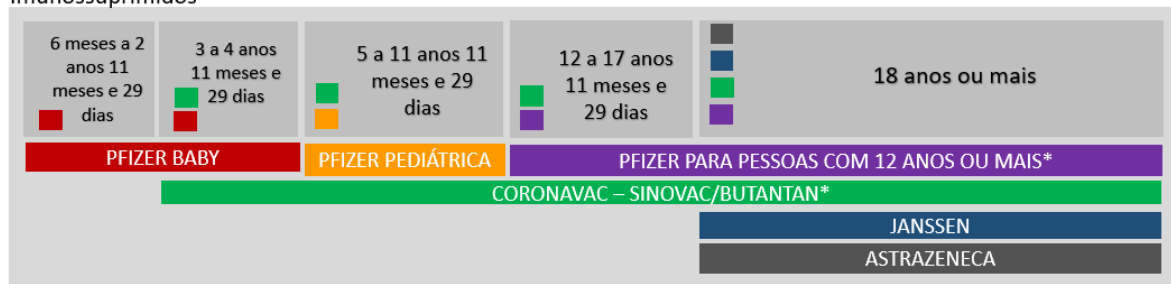 imunossuprimidos
6 meses a 2
anos 11
meses e 29
dias
3 a 4 anos
11 meses e
29 dias
5 a 11 anos 11
meses e 29
dias
12 a 17 anos
11 meses e
29 dias
18 anos ou mais
PFIZER BABY
PFIZER PEDIÁTRICA
PFIZER PARA PESSOAS COM 12 ANOS OU MAIS*
CORONAVAC – SINOVAC/BUTANTAN*
JANSSEN
ASTRAZENECA